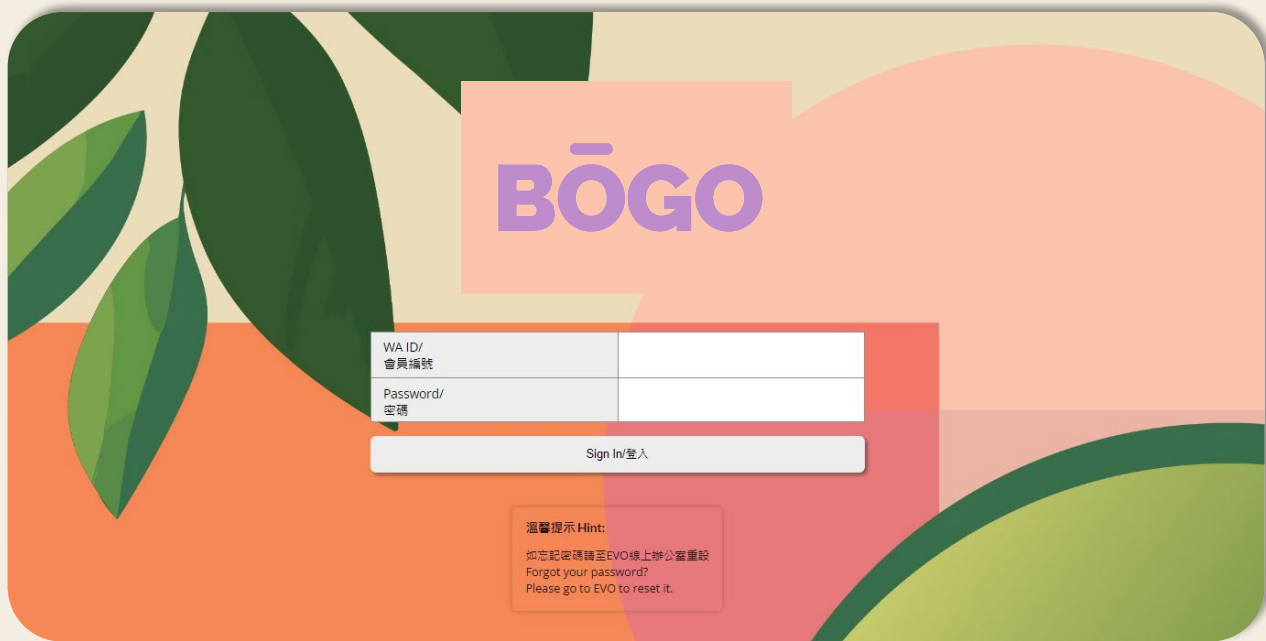 BŌGO
WA ID/
會員編號
Password/
密碼
Sign In/登入
溫馨提示 Hint:
如忘記密碼請至EVO線上辦公室重設
Forgot your password?
Please go to EVO to reset it.